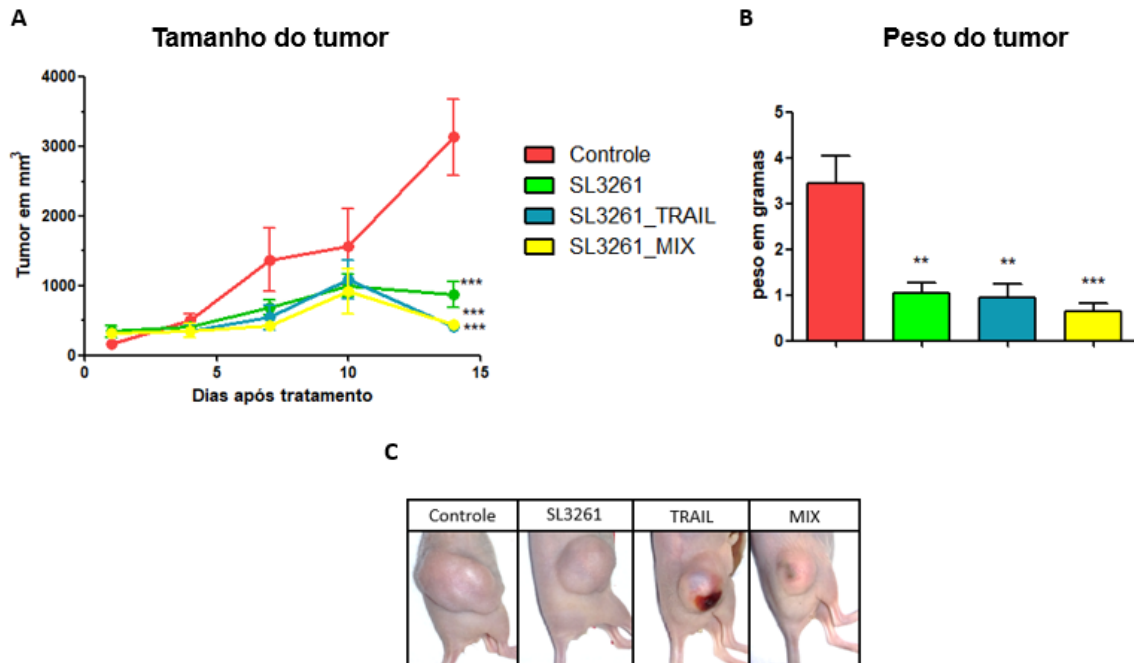 A
Tamanho do tumor
4000
3000
2000
1000
0
0
5
10
15
Tumor em mm³
Dias após tratamento
***
***
***
Controle
SL3261
SL3261_TRAIL
SL3261_MIX
B
Peso do tumor
5
4
3
2
1
0
peso em gramas
**
**
***
C
Controle
SL3261
TRAIL
MIX